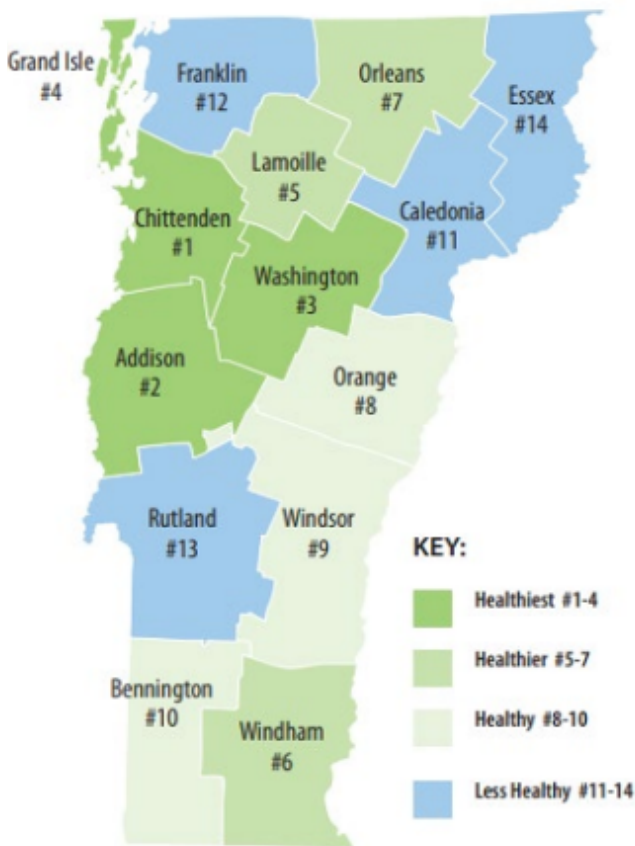 Grand Isle
#4
Franklin
#12
Orleans
#7
Essex
#14
Lamoille
#5
Chittenden
#1
Caledonia
#11
Washington
#3
Addison
#2
Orange
#8
Rutland
#13
Windsor
#9
KEY:
Healthiest #1-4
Healthier #5-7
Bennington
#10
Healthy #8-10
Windham
#6
Less Healthy #11-14